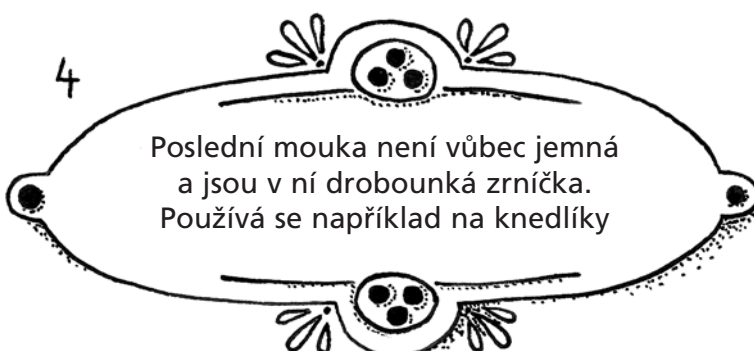 4
Poslední mouka není vůbec jemná
a jsou v ní drobounká zrníčka.
Používá se například na knedlíky